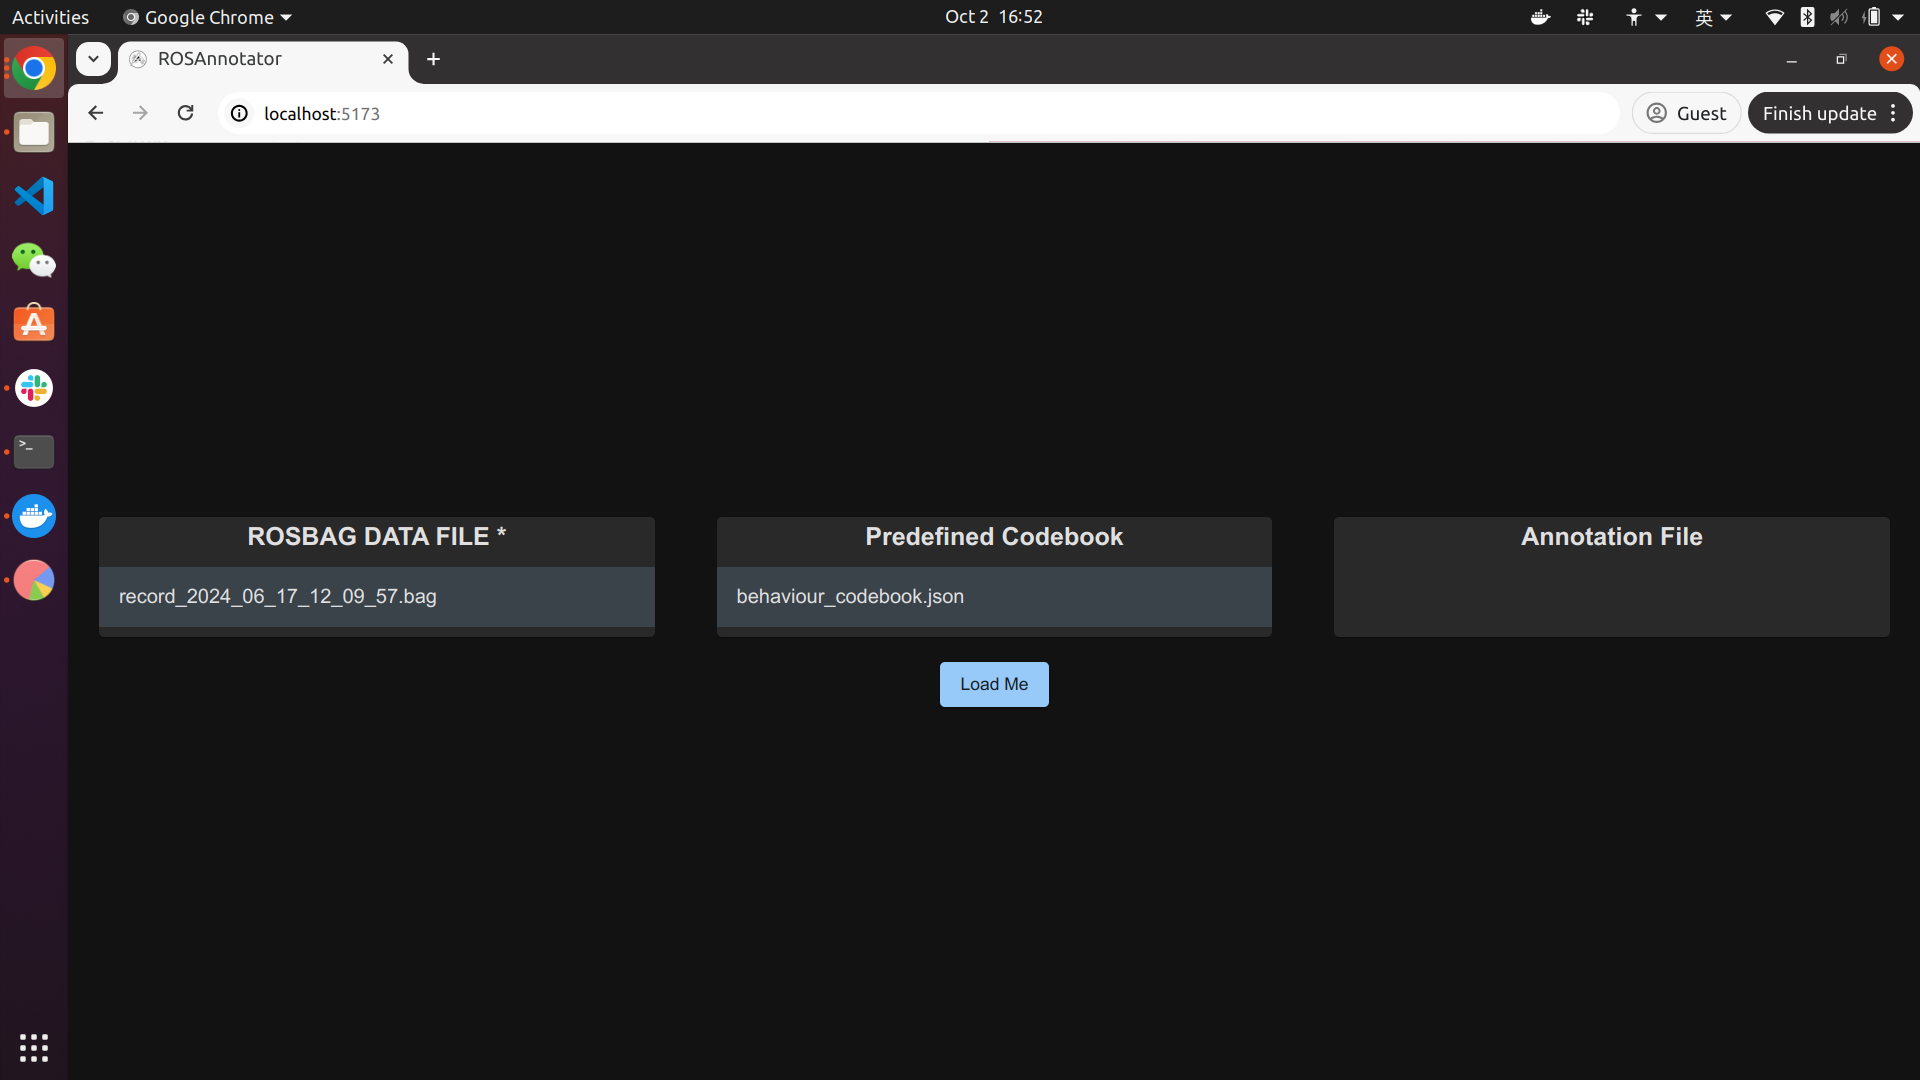 Activities Google Chrome Oct 2 16:52 英
ROSAnnotator
localhost:5173 Guest Finish update
ROSBAG DATA FILE * Predefined Codebook Annotation File
record_2024_06_17_12_09_57.bag behaviour_codebook.json
Load Me